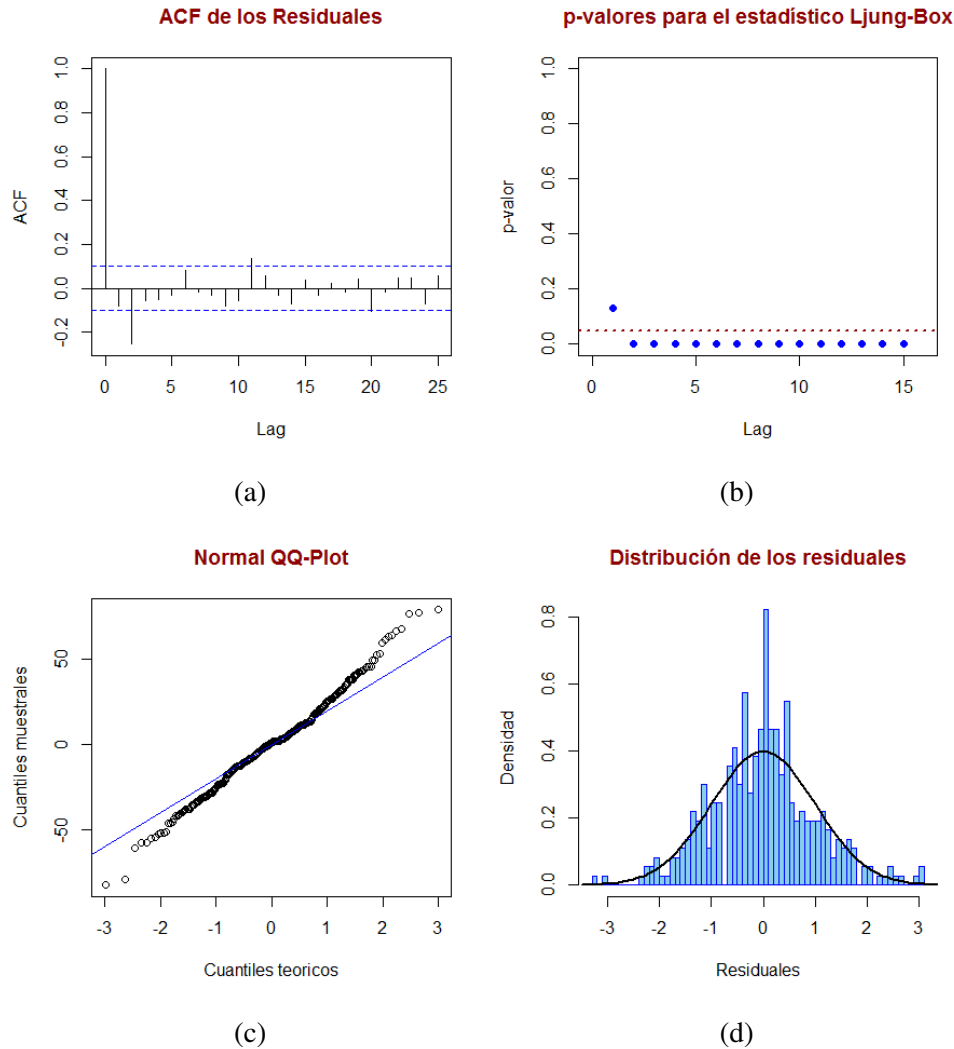 ACF de los Residuales
1.0
0.8
0.6
0.4
0.2
0.0
-0.2
ACF
0 5 10 15 20 25
Lag
(a)
p-valores para el estadístico Ljung-Box
1.0
0.8
0.6
0.4
0.2
0.0
p-valor
0 5 10 15
Lag
(b)
Normal QQ-Plot
50
0
-50
Cuantiles muestrales
-3 -2 -1 0 1 2 3
Cuantiles teoricos
(c)
Distribución de los residuales
0.8
0.6
0.4
0.2
0.0
Densidad
-3 -2 -1 0 1 2 3
Residuales
(d)